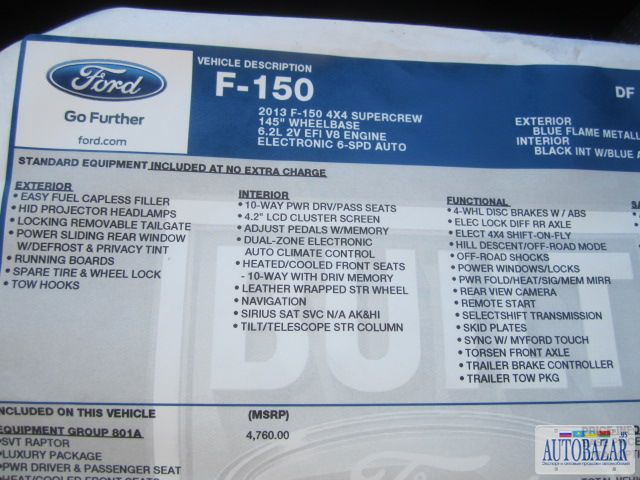 Ford
Go Further
ford.com
VEHICLE DESCRIPTION
F-150
2013 F-150 4X4 SUPERCREW
145" WHEELBASE
6.2L 2V EFI V8 ENGINE
ELECTRONIC 6-SPD AUTO
DF
EXTERIOR
BLUE FLAME METALL
INTERIOR
BLACK INT W/BLUE A
STANDARD EQUIPMENT INCLUDED AT NO EXTRA CHARGE
EXTERIOR
• EASY FUEL CAPLESS FILLER
• HID PROJECTOR HEADLAMPS
• LOCKING REMOVABLE TAILGATE
• POWER SLIDING REAR WINDOW
W/DEFROST & PRIVACY TINT
• RUNNING BOARDS
• SPARE TIRE & WHEEL LOCK
• TOW HOOKS
INTERIOR
• 10-WAY PWR DRV/PASS SEATS
• 4.2" LCD CLUSTER SCREEN
• ADJUST PEDALS W/MEMORY
• DUAL-ZONE ELECTRONIC
AUTO CLIMATE CONTROL
• HEATED/COOLED FRONT SEATS
- 10-WAY WITH DRIV MEMORY
• LEATHER WRAPPED STR WHEEL
• NAVIGATION
• SIRIUS SAT SVC N/A AK&HI
• TILT/TELESCOPE STR COLUMN
FUNCTIONAL
• 4-WHL DISC BRAKES W / ABS
• ELEC LOCK DIFF RR AXLE
• ELECT 4X4 SHIFT-ON-FLY
• HILL DESCENT/OFF-ROAD MODE
• OFF-ROAD SHOCKS
• POWER WINDOWS/LOCKS
• PWR FOLD/HEAT/SIG/MEM MIRR
• REAR VIEW CAMERA
• REMOTE START
• SELECTSHIFT TRANSMISSION
• SKID PLATES
• SYNC W/ MYFORD TOUCH
• TORSEN FRONT AXLE
• TRAILER BRAKE CONTROLLER
• TRAILER TOW PKG
SA
BUILT
INCLUDED ON THIS VEHICLE
(MSRP)
EQUIPMENT GROUP 801A
4,760.00
•SVT RAPTOR
•LUXURY PACKAGE
•PWR DRIVER & PASSENGER SEAT
•HEATED/COOLED FRONT SEATS
PRICE INFO
AUTOBAZAR